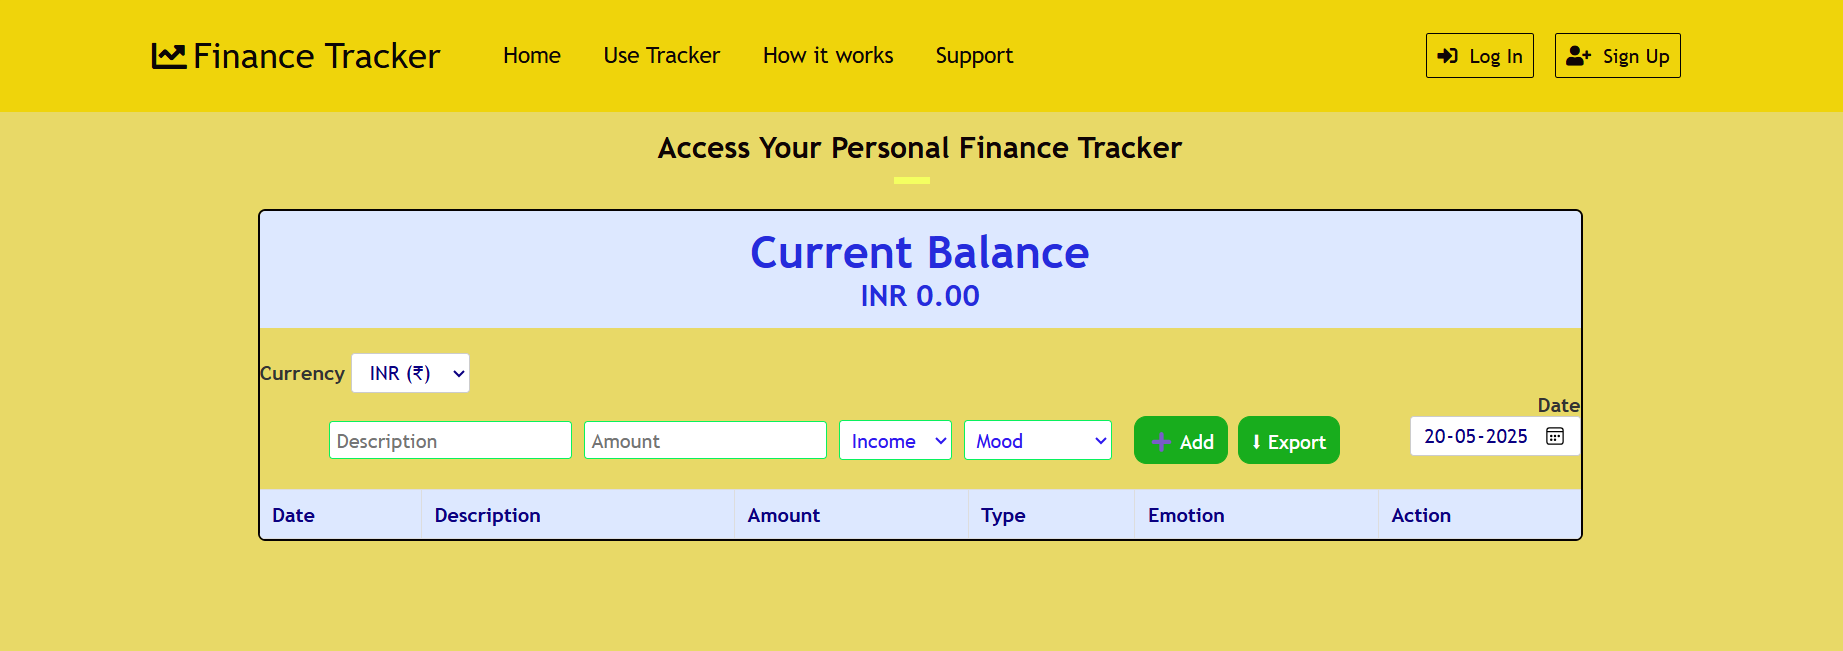 Finance Tracker Home Use Tracker How it works Support Log In Sign Up
Access Your Personal Finance Tracker
Current Balance
INR 0.00
Currency INR (₹)
Date
Description Amount Income Mood Add Export 20-05-2025
Date Description Amount Type Emotion Action